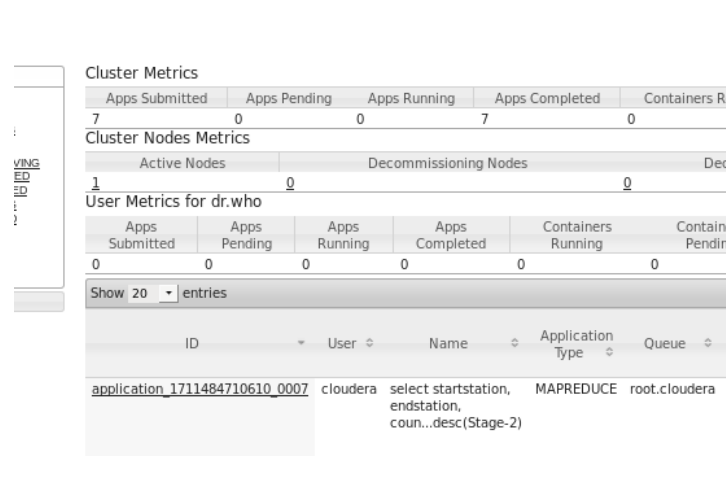 Cluster Metrics
Apps Submitted Apps Pending Apps Running Apps Completed Containers R
7 0 0 7 0
Cluster Nodes Metrics
Active Nodes Decommissioning Nodes Dec
1 0 0
User Metrics for dr.who
Apps Submitted Apps Pending Apps Running Apps Completed Containers Running Contain Pendin
0 0 0 0 0 0
Show 20 entries
ID User Name Application Type Queue
application_1711484710610_0007 cloudera select startstation, MAPREDUCE root.cloudera
endstation,
coun...desc(Stage-2)
VING
ED
ED